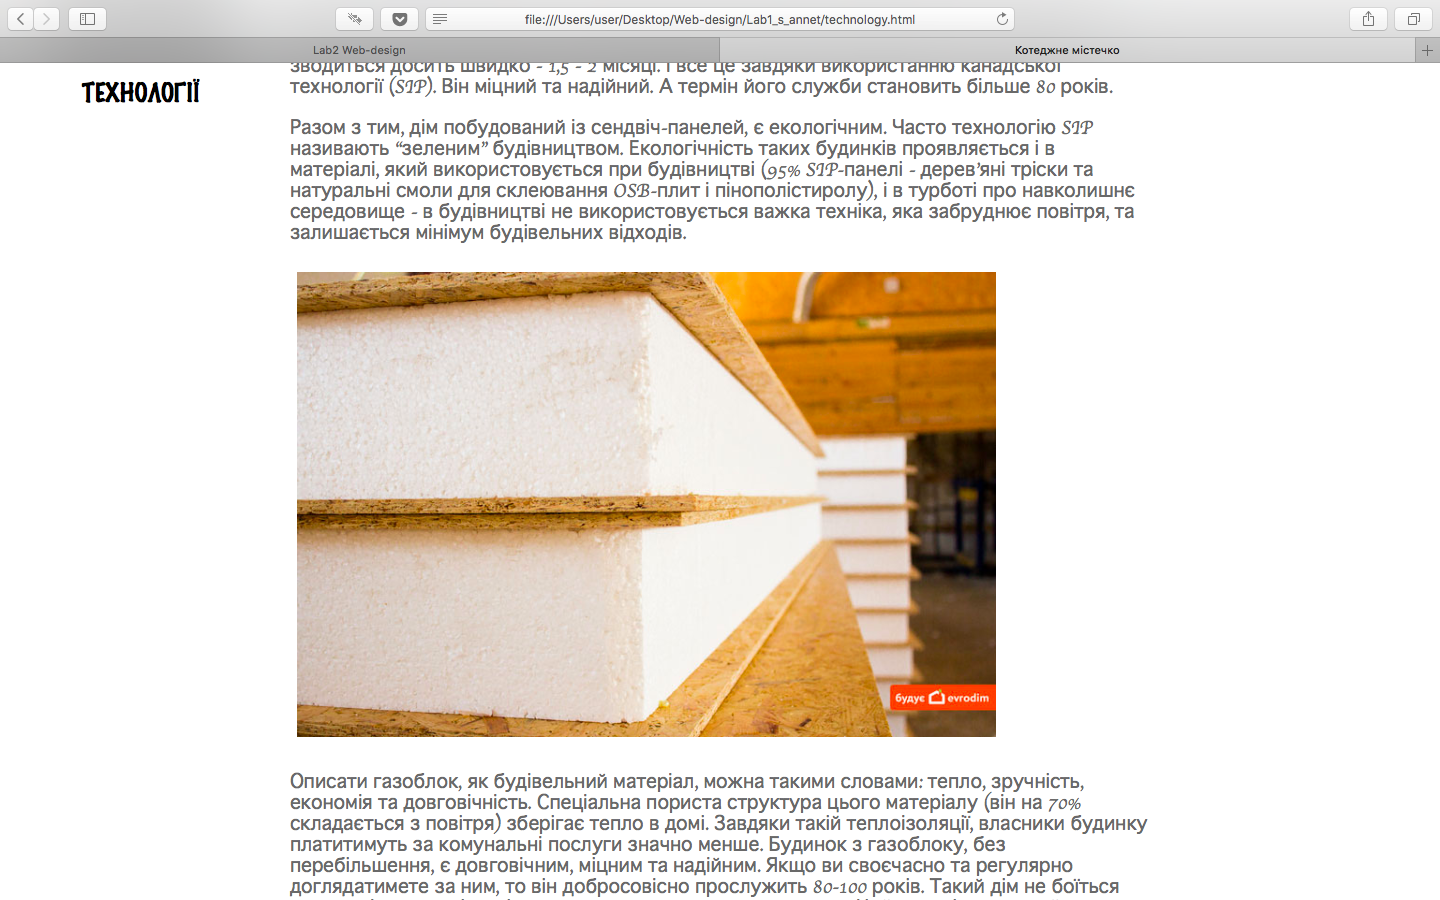 file:///Users/user/Desktop/Web-design/Lab1_s_annet/technology.html
Lab2 Web-design
Котеджне містечко
ТЕХНОЛОГІЇ
зводиться досить швидко - 1,5 - 2 місяці. І все це завдяки використанню канадської
технології (SIP). Він міцний та надійний. А термін його служби становить більше 80 років.
Разом з тим, дім побудований із сендвіч-панелей, є екологічним. Часто технологію SIP
називають “зеленим” будівництвом. Екологічність таких будинків проявляється і в
матеріалі, який використовується при будівництві (95% SIP-панелі - дерев’яні тріски та
натуральні смоли для склеювання OSB-плит і пінополістиролу), і в турботі про навколишнє
середовище - в будівництві не використовується важка техніка, яка забруднює повітря, та
залишається мінімум будівельних відходів.
будує evrodim
Описати газоблок, як будівельний матеріал, можна такими словами: тепло, зручність,
економія та довговічність. Спеціальна пориста структура цього матеріалу (він на 70%
складається з повітря) зберігає тепло в домі. Завдяки такій теплоізоляції, власники будинку
платитимуть за комунальні послуги значно менше. Будинок з газоблоку, без
перебільшення, є довговічним, міцним та надійним. Якщо ви своєчасно та регулярно
доглядатимете за ним, то він добросовісно прослужить 80-100 років. Такий дім не боїться